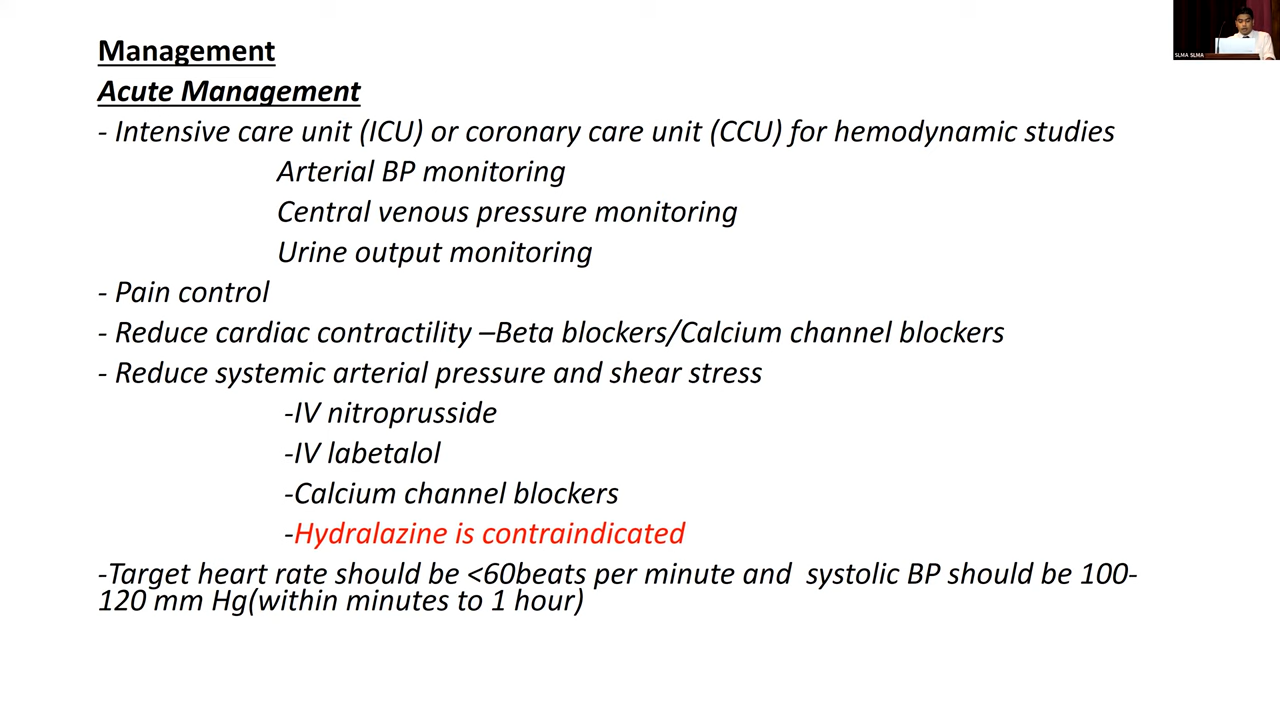 Management
Acute Management
- Intensive care unit (ICU) or coronary care unit (CCU) for hemodynamic studies
Arterial BP monitoring
Central venous pressure monitoring
Urine output monitoring
- Pain control
- Reduce cardiac contractility –Beta blockers/Calcium channel blockers
- Reduce systemic arterial pressure and shear stress
-IV nitroprusside
-IV labetalol
-Calcium channel blockers
-Hydralazine is contraindicated
-Target heart rate should be <60beats per minute and  systolic BP should be 100-
120 mm Hg(within minutes to 1 hour)
SLMA SLMA